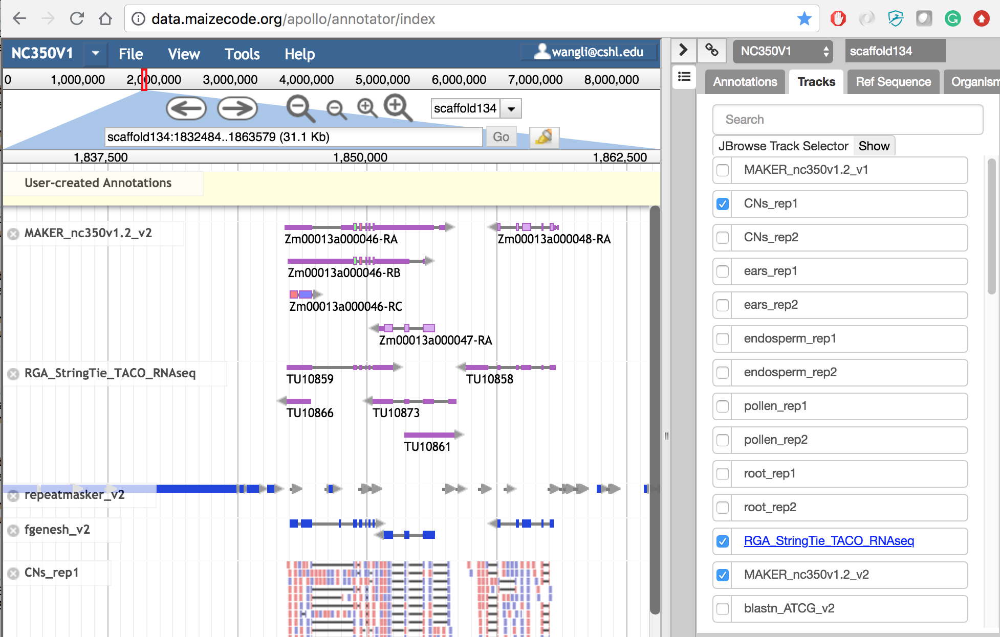 data.maizecode.org/apollo/annotator/index
NC350V1 File View Tools Help wangli@cshl.edu
0 1,000,000 2,000,000 3,000,000 4,000,000 5,000,000 6,000,000 7,000,000 8,000,000
scaffold134
scaffold134:1832484..1863579 (31.1 Kb) Go
1,837,500 1,850,000 1,862,500
User-created Annotations
MAKER_nc350v1.2_v2
Zm00013a000046-RA
Zm00013a000048-RA
Zm00013a000046-RB
Zm00013a000046-RC
Zm00013a000047-RA
RGA_StringTie_TACO_RNAseq
TU10859
TU10858
TU10866
TU10873
TU10861
repeatmasker_v2
fgenesh_v2
CNs_rep1
NC350V1 scaffold134
Annotations Tracks Ref Sequence Organism
Search
JBrowse Track Selector Show
MAKER_nc350v1.2_v1
CNs_rep1
CNs_rep2
ears_rep1
ears_rep2
endosperm_rep1
endosperm_rep2
pollen_rep1
pollen_rep2
root_rep1
root_rep2
RGA_StringTie_TACO_RNAseq
MAKER_nc350v1.2_v2
blastn_ATCG_v2